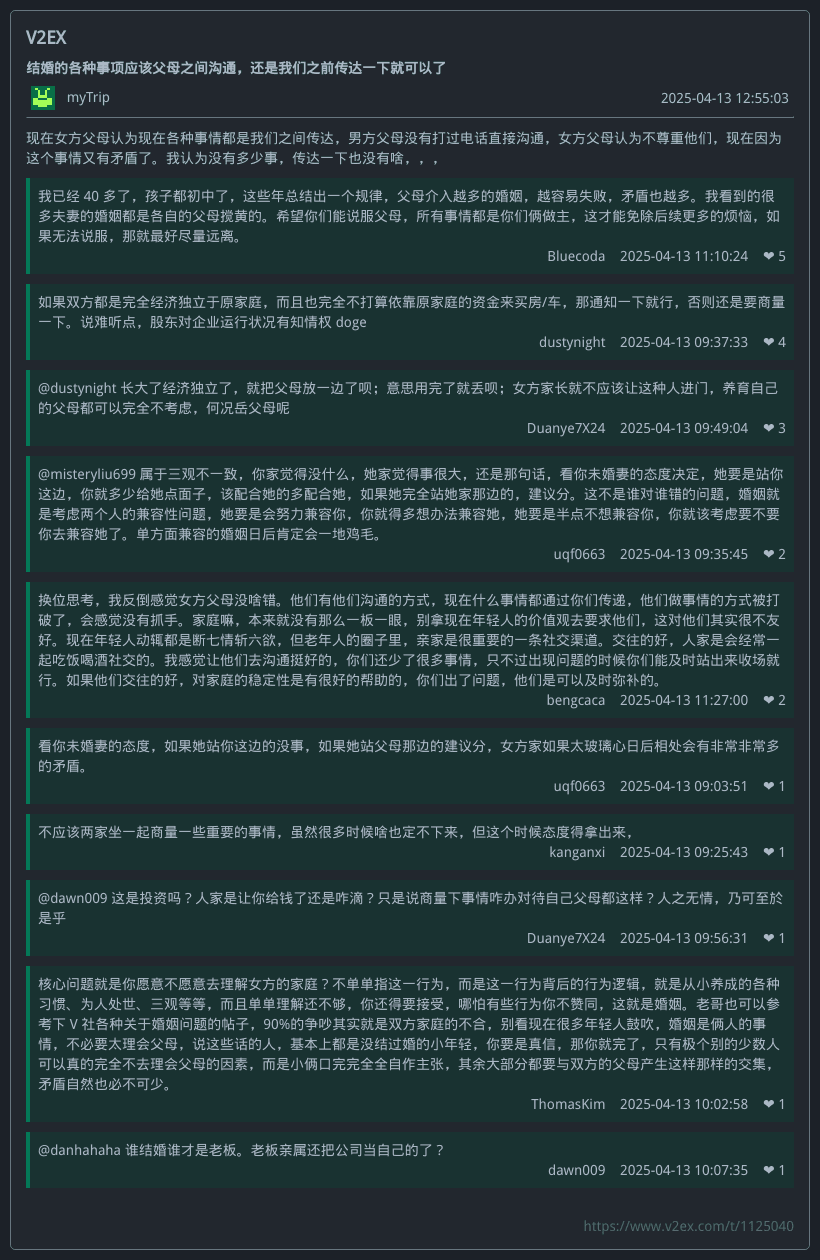 V2EX
结婚的各种事项应该父母之间沟通，还是我们之前传达一下就可以了
myTrip 2025-04-13 12:55:03
现在女方父母认为现在各种事情都是我们之间传达，男方父母没有打过电话直接沟通，女方父母认为不尊重他们，现在因为
这个事情又有矛盾了。我认为没有多少事，传达一下也没有啥，，，
我已经 40 多了，孩子都初中了，这些年总结出一个规律，父母介入越多的婚姻，越容易失败，矛盾也越多。我看到的很
多夫妻的婚姻都是各自的父母搅黄的。希望你们能说服父母，所有事情都是你们俩做主，这才能免除后续更多的烦恼，如
果无法说服，那就最好尽量远离。
Bluecoda 2025-04-13 11:10:24 ❤ 5
如果双方都是完全经济独立于原家庭，而且也完全不打算依靠原家庭的资金来买房/车，那通知一下就行，否则还是要商量
一下。说难听点，股东对企业运行状况有知情权 doge
dustynight 2025-04-13 09:37:33 ❤ 4
@dustynight 长大了经济独立了，就把父母放一边了呗；意思用完了就丢呗；女方家长就不应该让这种人进门，养育自己
的父母都可以完全不考虑，何况岳父母呢
Duanye7X24 2025-04-13 09:49:04 ❤ 3
@misteryliu699 属于三观不一致，你家觉得没什么，她家觉得事很大，还是那句话，看你未婚妻的态度决定，她要是站你
这边，你就多少给她点面子，该配合她的多配合她，如果她完全站她家那边的，建议分。这不是谁对谁错的问题，婚姻就
是考虑两个人的兼容性问题，她要是会努力兼容你，你就得多想办法兼容她，她要是半点不想兼容你，你就该考虑要不要
你去兼容她了。单方面兼容的婚姻日后肯定会一地鸡毛。
uqf0663 2025-04-13 09:35:45 ❤ 2
换位思考，我反倒感觉女方父母没啥错。他们有他们沟通的方式，现在什么事情都通过你们传递，他们做事情的方式被打
破了，会感觉没有抓手。家庭嘛，本来就没有那么一板一眼，别拿现在年轻人的价值观去要求他们，这对他们其实很不友
好。现在年轻人动辄都是断七情斩六欲，但老年人的圈子里，亲家是很重要的一条社交渠道。交往的好，人家是会经常一
起吃饭喝酒社交的。我感觉让他们去沟通挺好的，你们还少了很多事情，只不过出现问题的时候你们能及时站出来收场就
行。如果他们交往的好，对家庭的稳定性是有很好的帮助的，你们出了问题，他们是可以及时弥补的。
bengcaca 2025-04-13 11:27:00 ❤ 2
看你未婚妻的态度，如果她站你这边的没事，如果她站父母那边的建议分，女方家如果太玻璃心日后相处会有非常非常多
的矛盾。
uqf0663 2025-04-13 09:03:51 ❤ 1
不应该两家坐一起商量一些重要的事情，虽然很多时候啥也定不下来，但这个时候态度得拿出来，
kanganxi 2025-04-13 09:25:43 ❤ 1
@dawn009 这是投资吗？人家是让你给钱了还是咋滴？只是说商量下事情咋办对待自己父母都这样？人之无情，乃可至於
是乎
Duanye7X24 2025-04-13 09:56:31 ❤ 1
核心问题就是你愿意不愿意去理解女方的家庭？不单单指这一行为，而是这一行为背后的行为逻辑，就是从小养成的各种
习惯、为人处世、三观等等，而且单单理解还不够，你还得要接受，哪怕有些行为你不赞同，这就是婚姻。老哥也可以参
考下 V 社各种关于婚姻问题的帖子，90%的争吵其实就是双方家庭的不合，别看现在很多年轻人鼓吹，婚姻是俩人的事
情，不必要太理会父母，说这些话的人，基本上都是没结过婚的小年轻，你要是真信，那你就完了，只有极个别的少数人
可以真的完全不去理会父母的因素，而是小俩口完完全全自作主张，其余大部分都要与双方的父母产生这样那样的交集，
矛盾自然也必不可少。
ThomasKim 2025-04-13 10:02:58 ❤ 1
@danhahaha 谁结婚谁才是老板。老板亲属还把公司当自己的了？
dawn009 2025-04-13 10:07:35 ❤ 1
https://www.v2ex.com/t/1125040